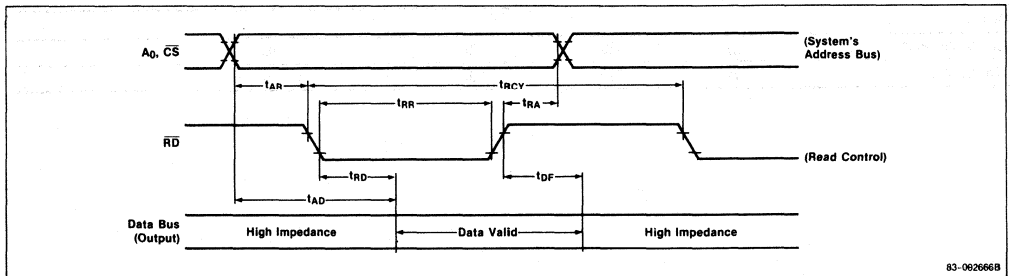 A0, CS
(System's
Address Bus)
tAR
tRCY
tRR
tRA
RD
(Read Control)
tRD
tDF
tAD
Data Bus
(Output)
High Impedance
Data Valid
High Impedance
83-002666B